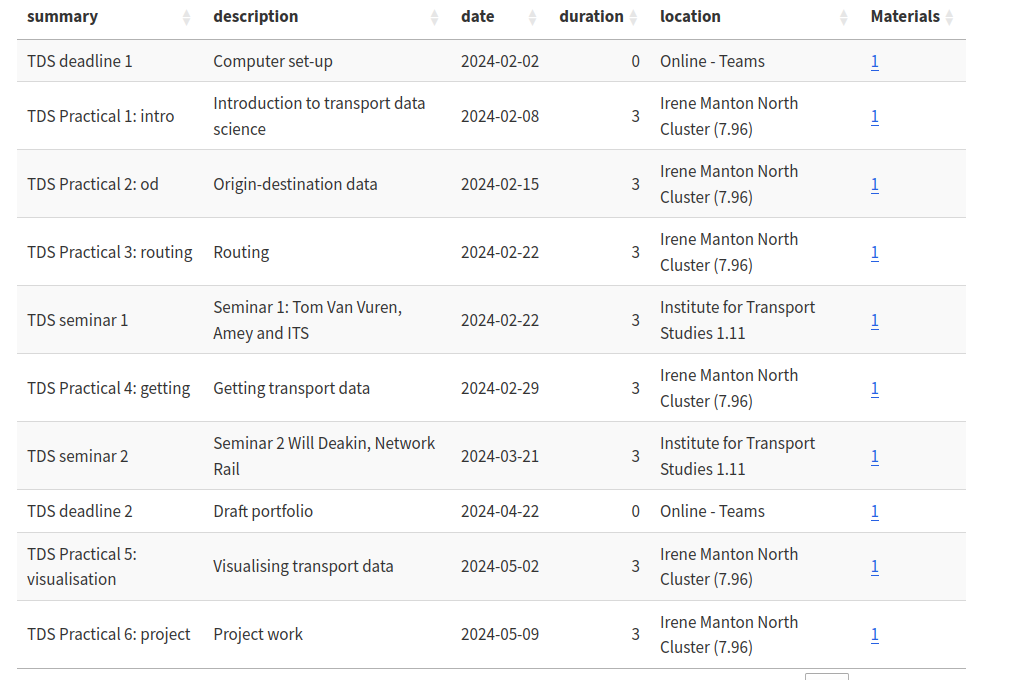 summary description date duration location Materials
TDS deadline 1 Computer set-up 2024-02-02 0 Online - Teams 1
TDS Practical 1: intro Introduction to transport data science 2024-02-08 3 Irene Manton North Cluster (7.96) 1
TDS Practical 2: od Origin-destination data 2024-02-15 3 Irene Manton North Cluster (7.96) 1
TDS Practical 3: routing Routing 2024-02-22 3 Irene Manton North Cluster (7.96) 1
TDS seminar 1 Seminar 1: Tom Van Vuren, Amey and ITS 2024-02-22 3 Institute for Transport Studies 1.11 1
TDS Practical 4: getting Getting transport data 2024-02-29 3 Irene Manton North Cluster (7.96) 1
TDS seminar 2 Seminar 2 Will Deakin, Network Rail 2024-03-21 3 Institute for Transport Studies 1.11 1
TDS deadline 2 Draft portfolio 2024-04-22 0 Online - Teams 1
TDS Practical 5: visualisation Visualising transport data 2024-05-02 3 Irene Manton North Cluster (7.96) 1
TDS Practical 6: project Project work 2024-05-09 3 Irene Manton North Cluster (7.96) 1